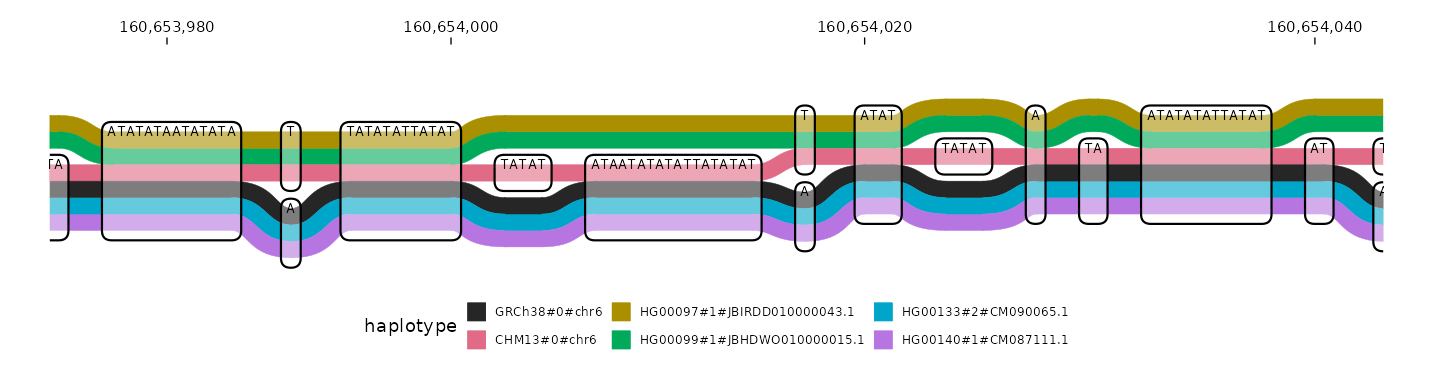 160,653,980 160,654,000 160,654,020 160,654,040
T ATAT A ATATATATTATAT
ATATATAATATATA T TATATATTATAT
TATAT AT T
TA TATAT ATAATATATATTATATAT TA
A A A
haplotype
GRCh38#0#chr6 HG00097#1#JBIRDD010000043.1 HG00133#2#CM090065.1
CHM13#0#chr6 HG00099#1#JBHDWO010000015.1 HG00140#1#CM087111.1